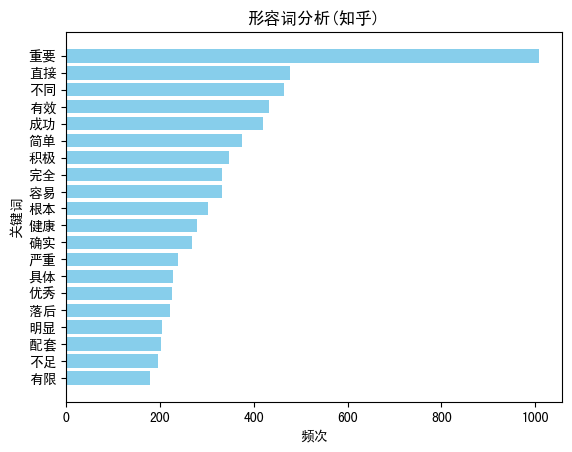 形容词分析(知乎)
关键词
重要
直接
不同
有效
成功
简单
积极
完全
容易
根本
健康
确实
严重
具体
优秀
落后
明显
配套
不足
有限
0 200 400 600 800 1000
频次